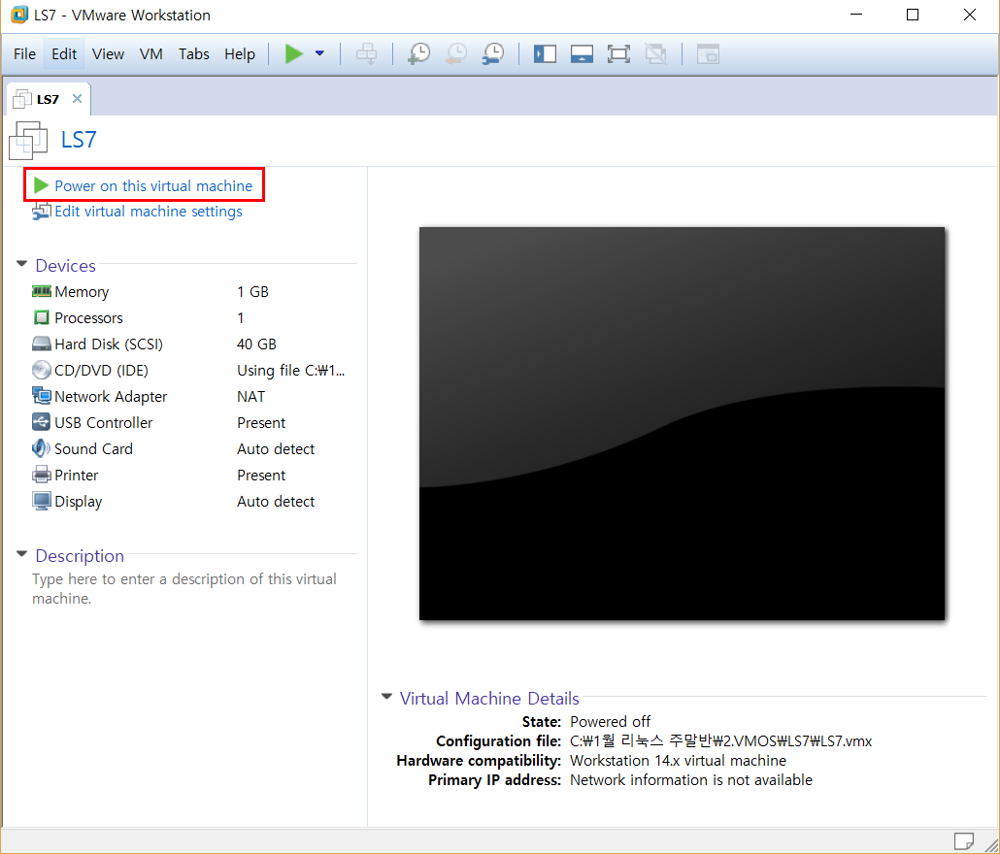 LS7 - VMware Workstation
File Edit View VM Tabs Help
LS7
LS7
Power on this virtual machine
Edit virtual machine settings
Devices
Memory 1 GB
Processors 1
Hard Disk (SCSI) 40 GB
CD/DVD (IDE) Using file C:₩1...
Network Adapter NAT
USB Controller Present
Sound Card Auto detect
Printer Present
Display Auto detect
Description
Type here to enter a description of this virtual
machine.
Virtual Machine Details
State: Powered off
Configuration file: C:₩1월 리눅스 주말반₩2.VMOS₩LS7₩LS7.vmx
Hardware compatibility: Workstation 14.x virtual machine
Primary IP address: Network information is not available